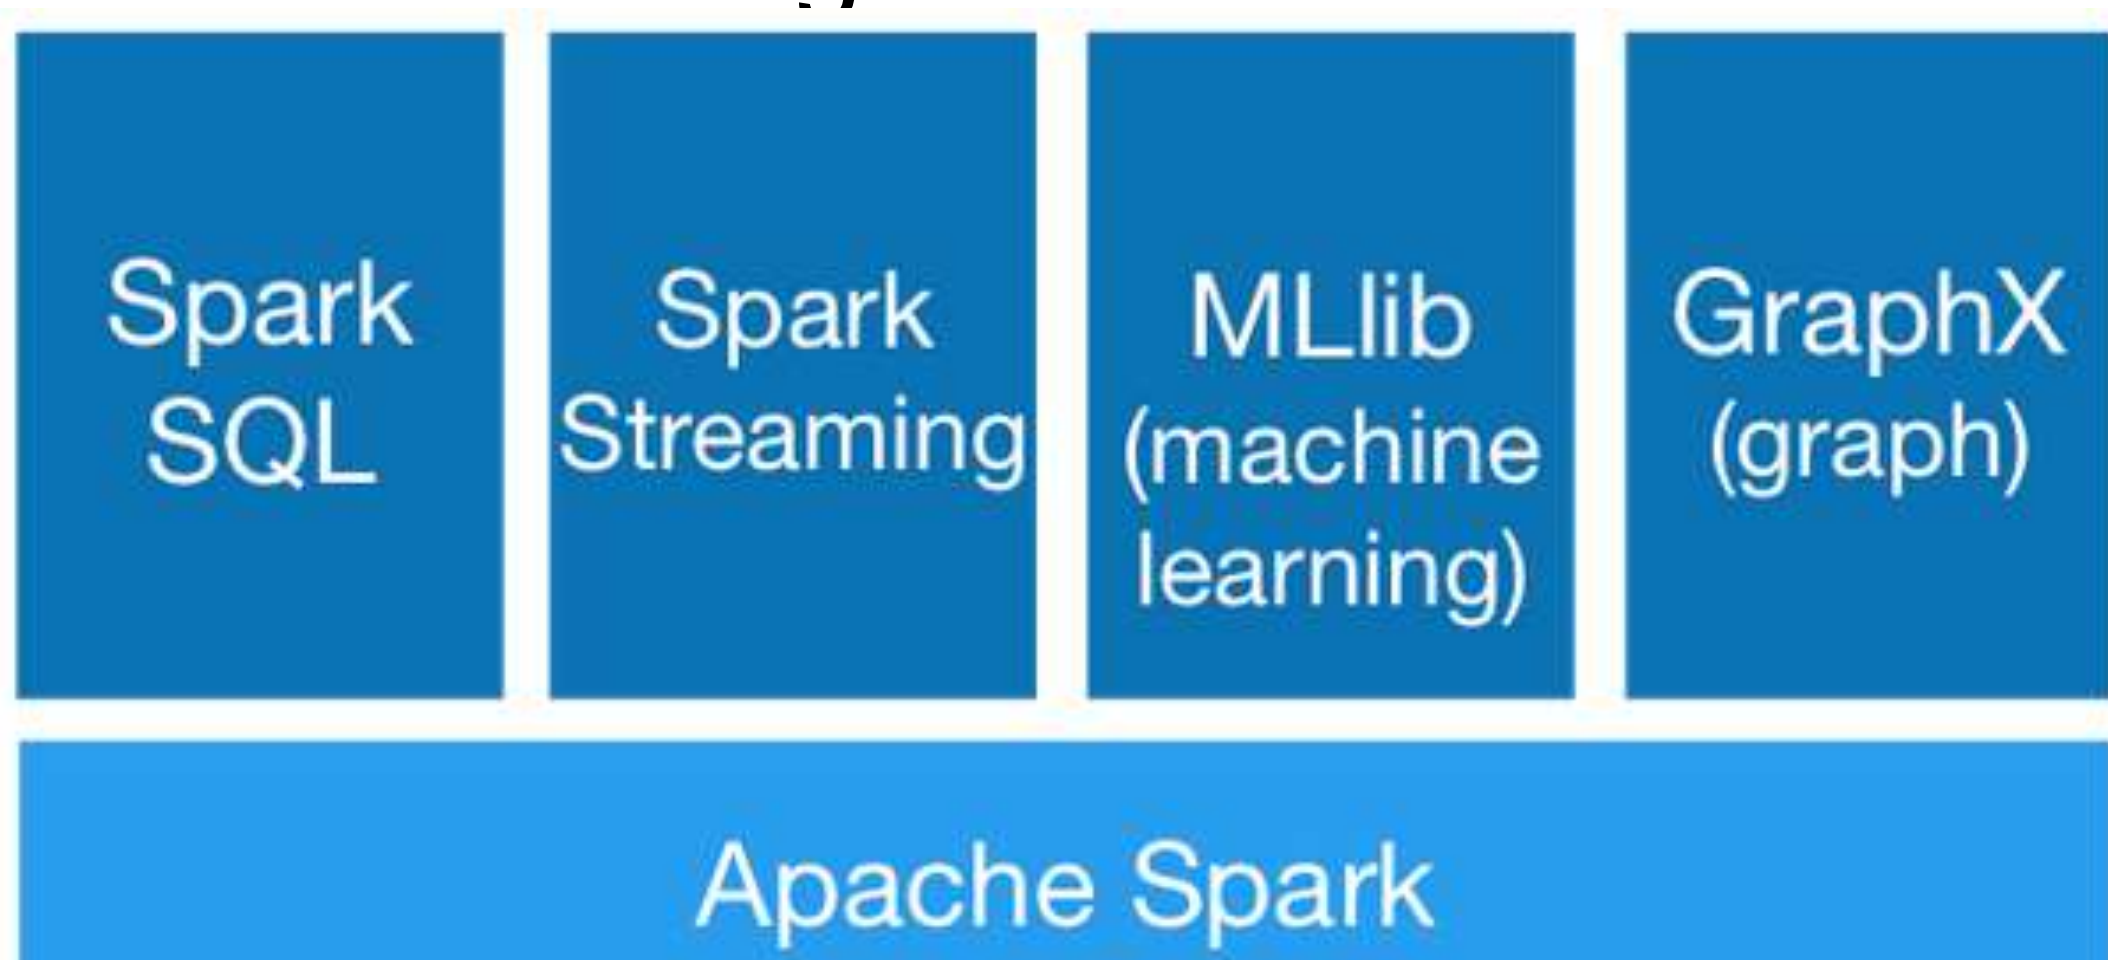 Spark
SQL
Spark
Streaming
MLlib
(machine
learning)
GraphX
(graph)
Apache Spark